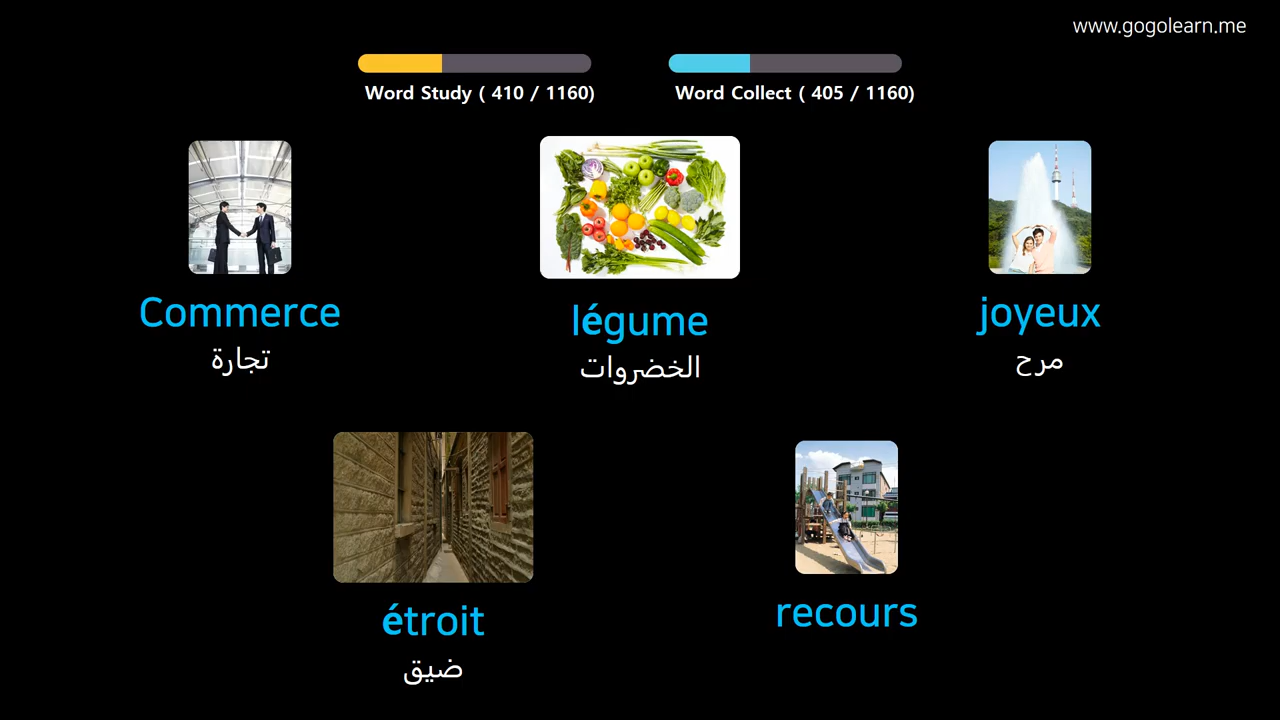 www.gogolearn.me
Word Study ( 410 / 1160)
Word Collect ( 405 / 1160)
Commerce
تجارة
légume
الخضروات
joyeux
مرح
étroit
ضيق
recours